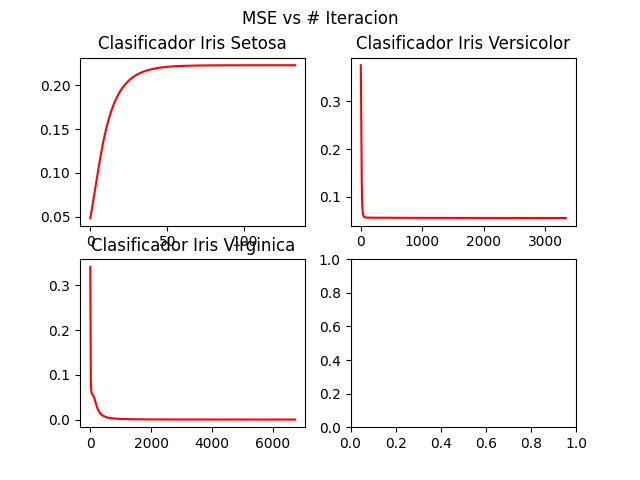 MSE vs # Iteracion
Clasificador Iris Setosa
0.20
0.15
0.10
0.05
0 50 100
Clasificador Iris Versicolor
0.3
0.2
0.1
0 1000 2000 3000
Clasificador Iris Virginica
0.3
0.2
0.1
0.0
0 2000 4000 6000
1.0
0.8
0.6
0.4
0.2
0.0
0.0 0.2 0.4 0.6 0.8 1.0